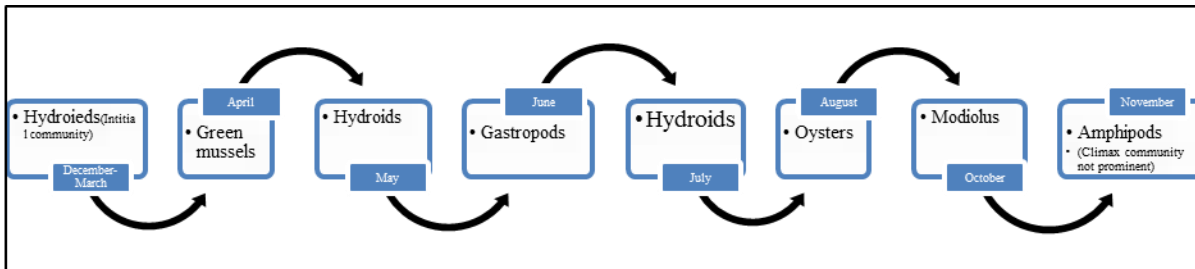 • Hydroieds(Intitia
l community)
December-
March
April
• Green
mussels
• Hydroids
May
June
• Gastropods
• Hydroids
July
August
• Oysters
• Modiolus
October
November
• Amphipods
• (Climax community
not prominent)